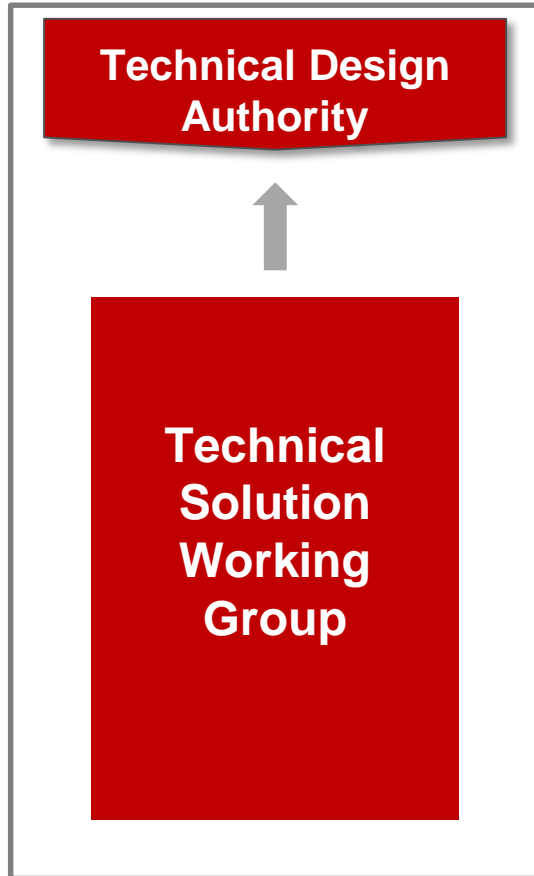 Technical Design
Authority
Technical
Solution
Working
Group